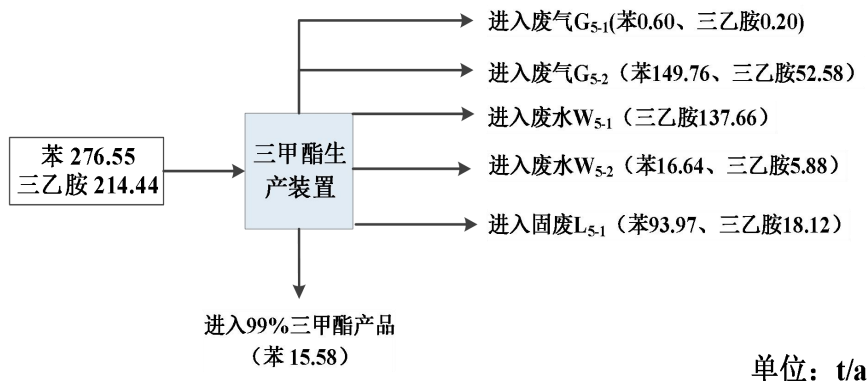 进入废气G5-1(苯0.60、三乙胺0.20)
进入废气G5-2（苯149.76、三乙胺52.58）
进入废水W5-1（三乙胺137.66）
苯 276.55
三乙胺 214.44
三甲酯生
产装置
进入废水W5-2（苯16.64、三乙胺5.88）
进入固废L5-1（苯93.97、三乙胺18.12）
进入99%三甲酯产品
（苯 15.58）
单位：t/a